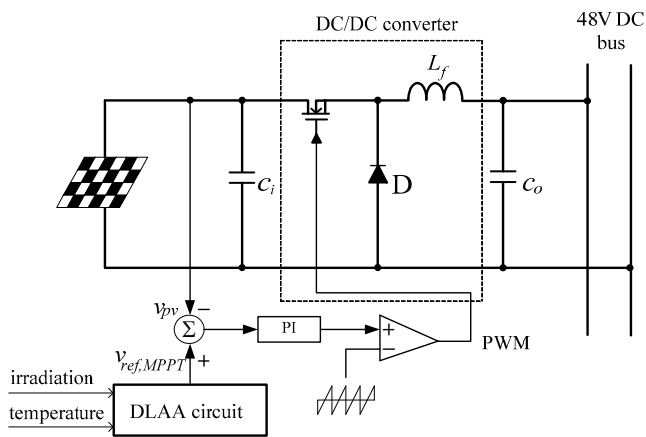 DC/DC converter
48V DC
bus
L_f
c_i
D
c_o
v_pv
−
Σ
PI
+
−
PWM
v_ref,MPPT
+
irradiation
temperature
DLAA circuit